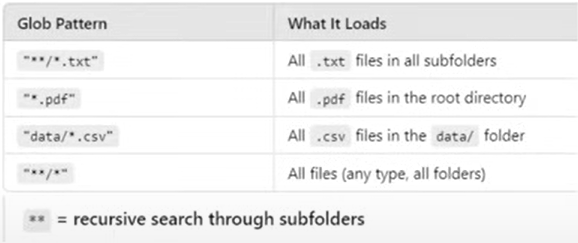 Glob Pattern What It Loads
"**/*.txt" All .txt files in all subfolders
"*.pdf" All .pdf files in the root directory
"data/*.csv" All .csv files in the data/ folder
"**/*" All files (any type, all folders)
** = recursive search through subfolders